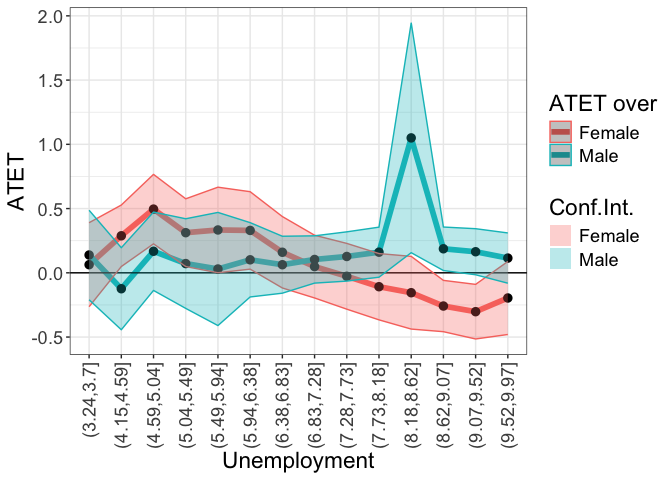 2.0
1.5
1.0
0.5
0.0
-0.5
ATET
(3.24,3.7]
(4.15,4.59]
(4.59,5.04]
(5.04,5.49]
(5.49,5.94]
(5.94,6.38]
(6.38,6.83]
(6.83,7.28]
(7.28,7.73]
(7.73,8.18]
(8.18,8.62]
(8.62,9.07]
(9.07,9.52]
(9.52,9.97]
Unemployment
ATET over
Female
Male
Conf.Int.
Female
Male